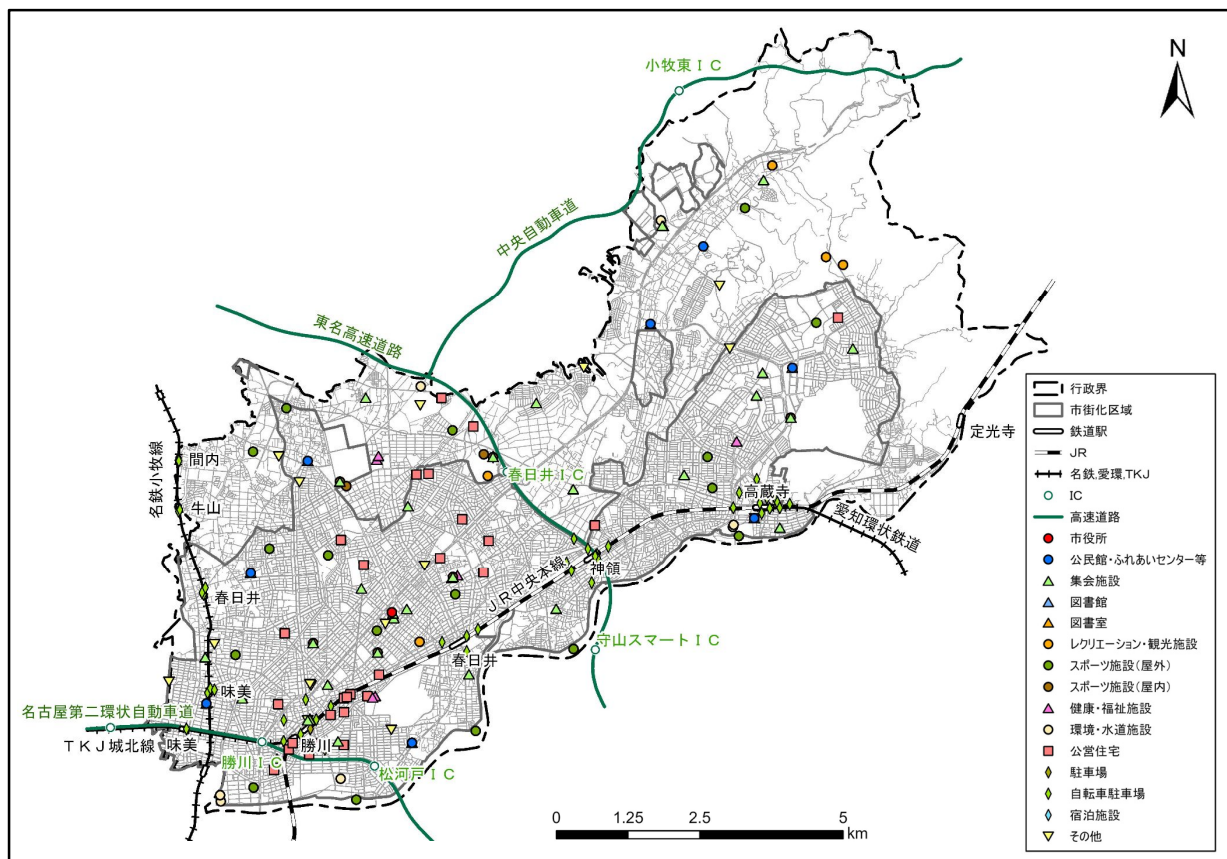 N
小牧東ＩＣ
中央自動車道
東名高速道路
春日井ＩＣ
名鉄小牧線
間内
牛山
春日井
味美
名古屋第二環状自動車道
ＴＫＪ城北線
味美
勝川ＩＣ
勝川
松河戸ＩＣ
春日井
ＪＲ中央本線
神領
守山スマートＩＣ
高蔵寺
愛知環状鉄道
定光寺
行政界
市街化区域
鉄道駅
JR
名鉄,愛環,TKJ
IC
高速道路
市役所
公民館・ふれあいセンター等
集会施設
図書館
図書室
レクリエーション・観光施設
スポーツ施設(屋外)
スポーツ施設(屋内)
健康・福祉施設
環境・水道施設
公営住宅
駐車場
自転車駐車場
宿泊施設
その他
0 1.25 2.5 5
km